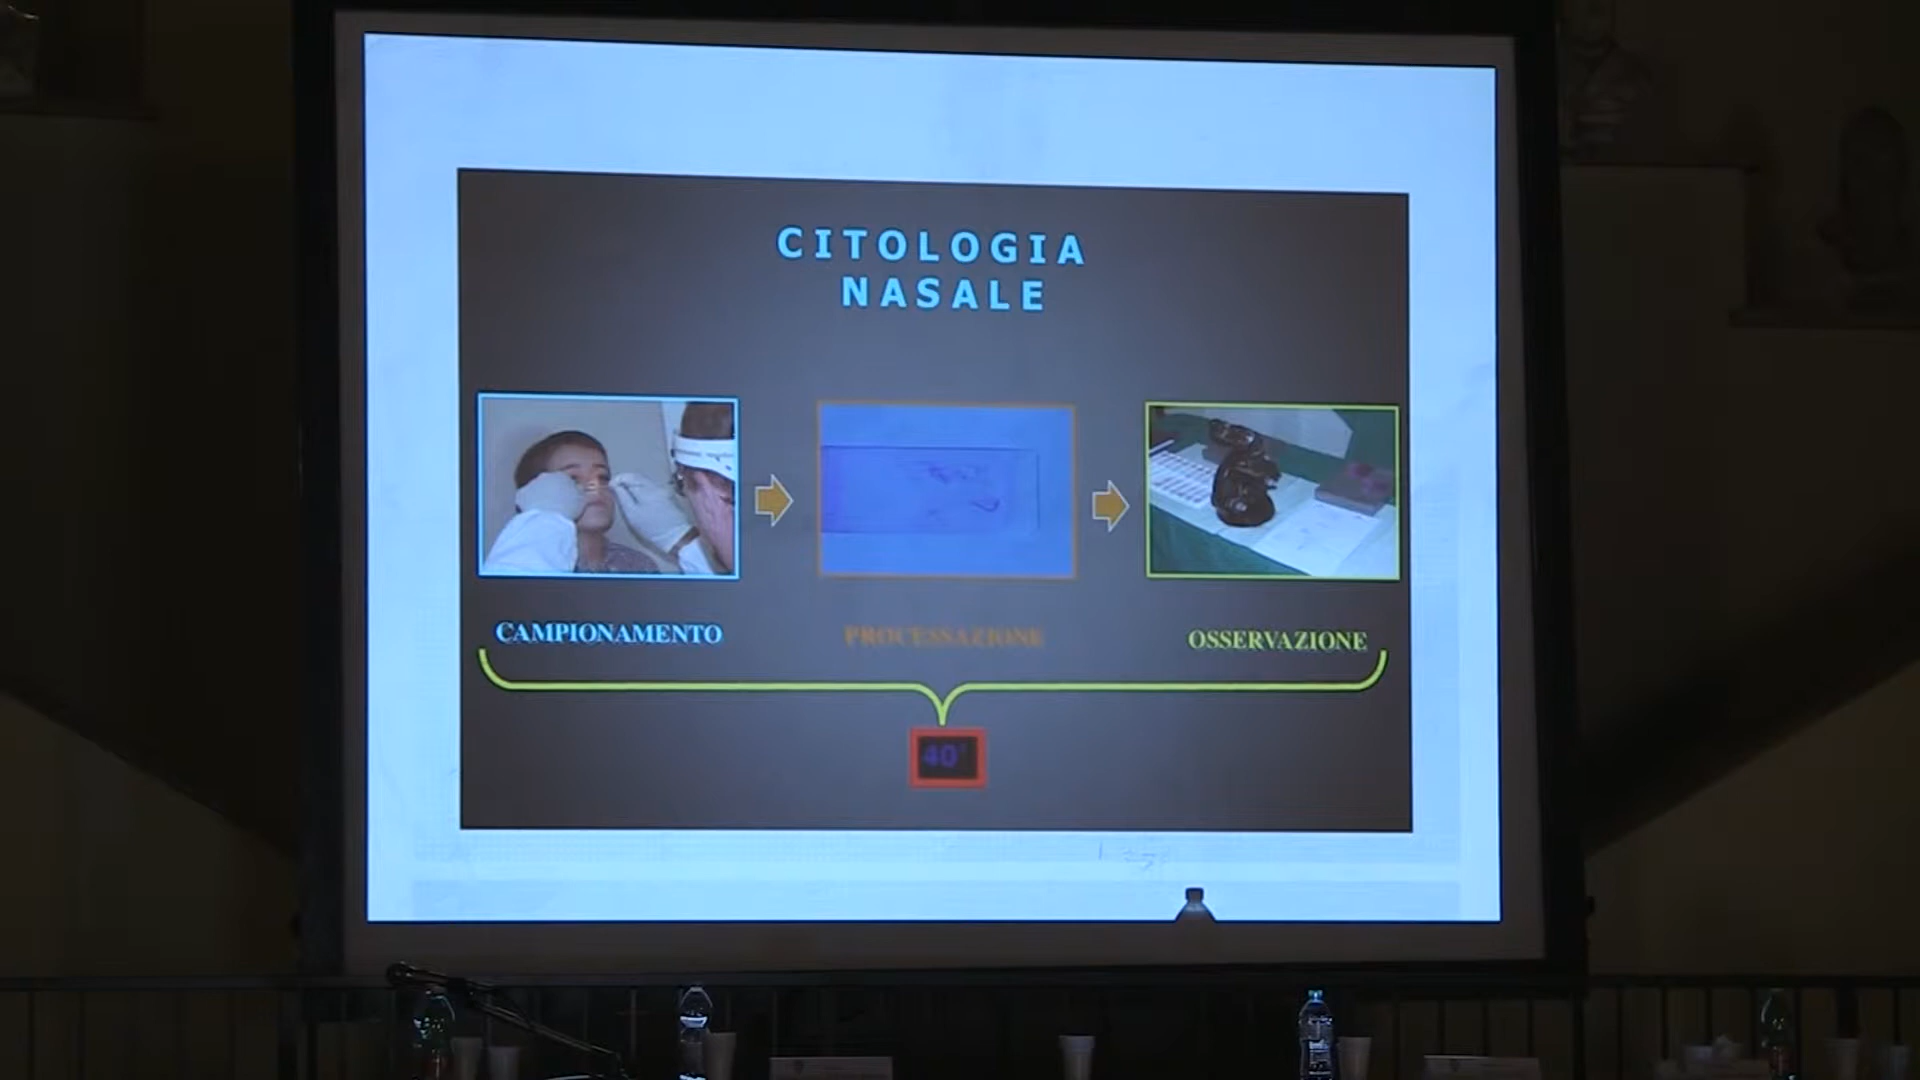 CITOLOGIA
NASALE
CAMPIONAMENTO
PROCESSAZIONE
OSSERVAZIONE
40'